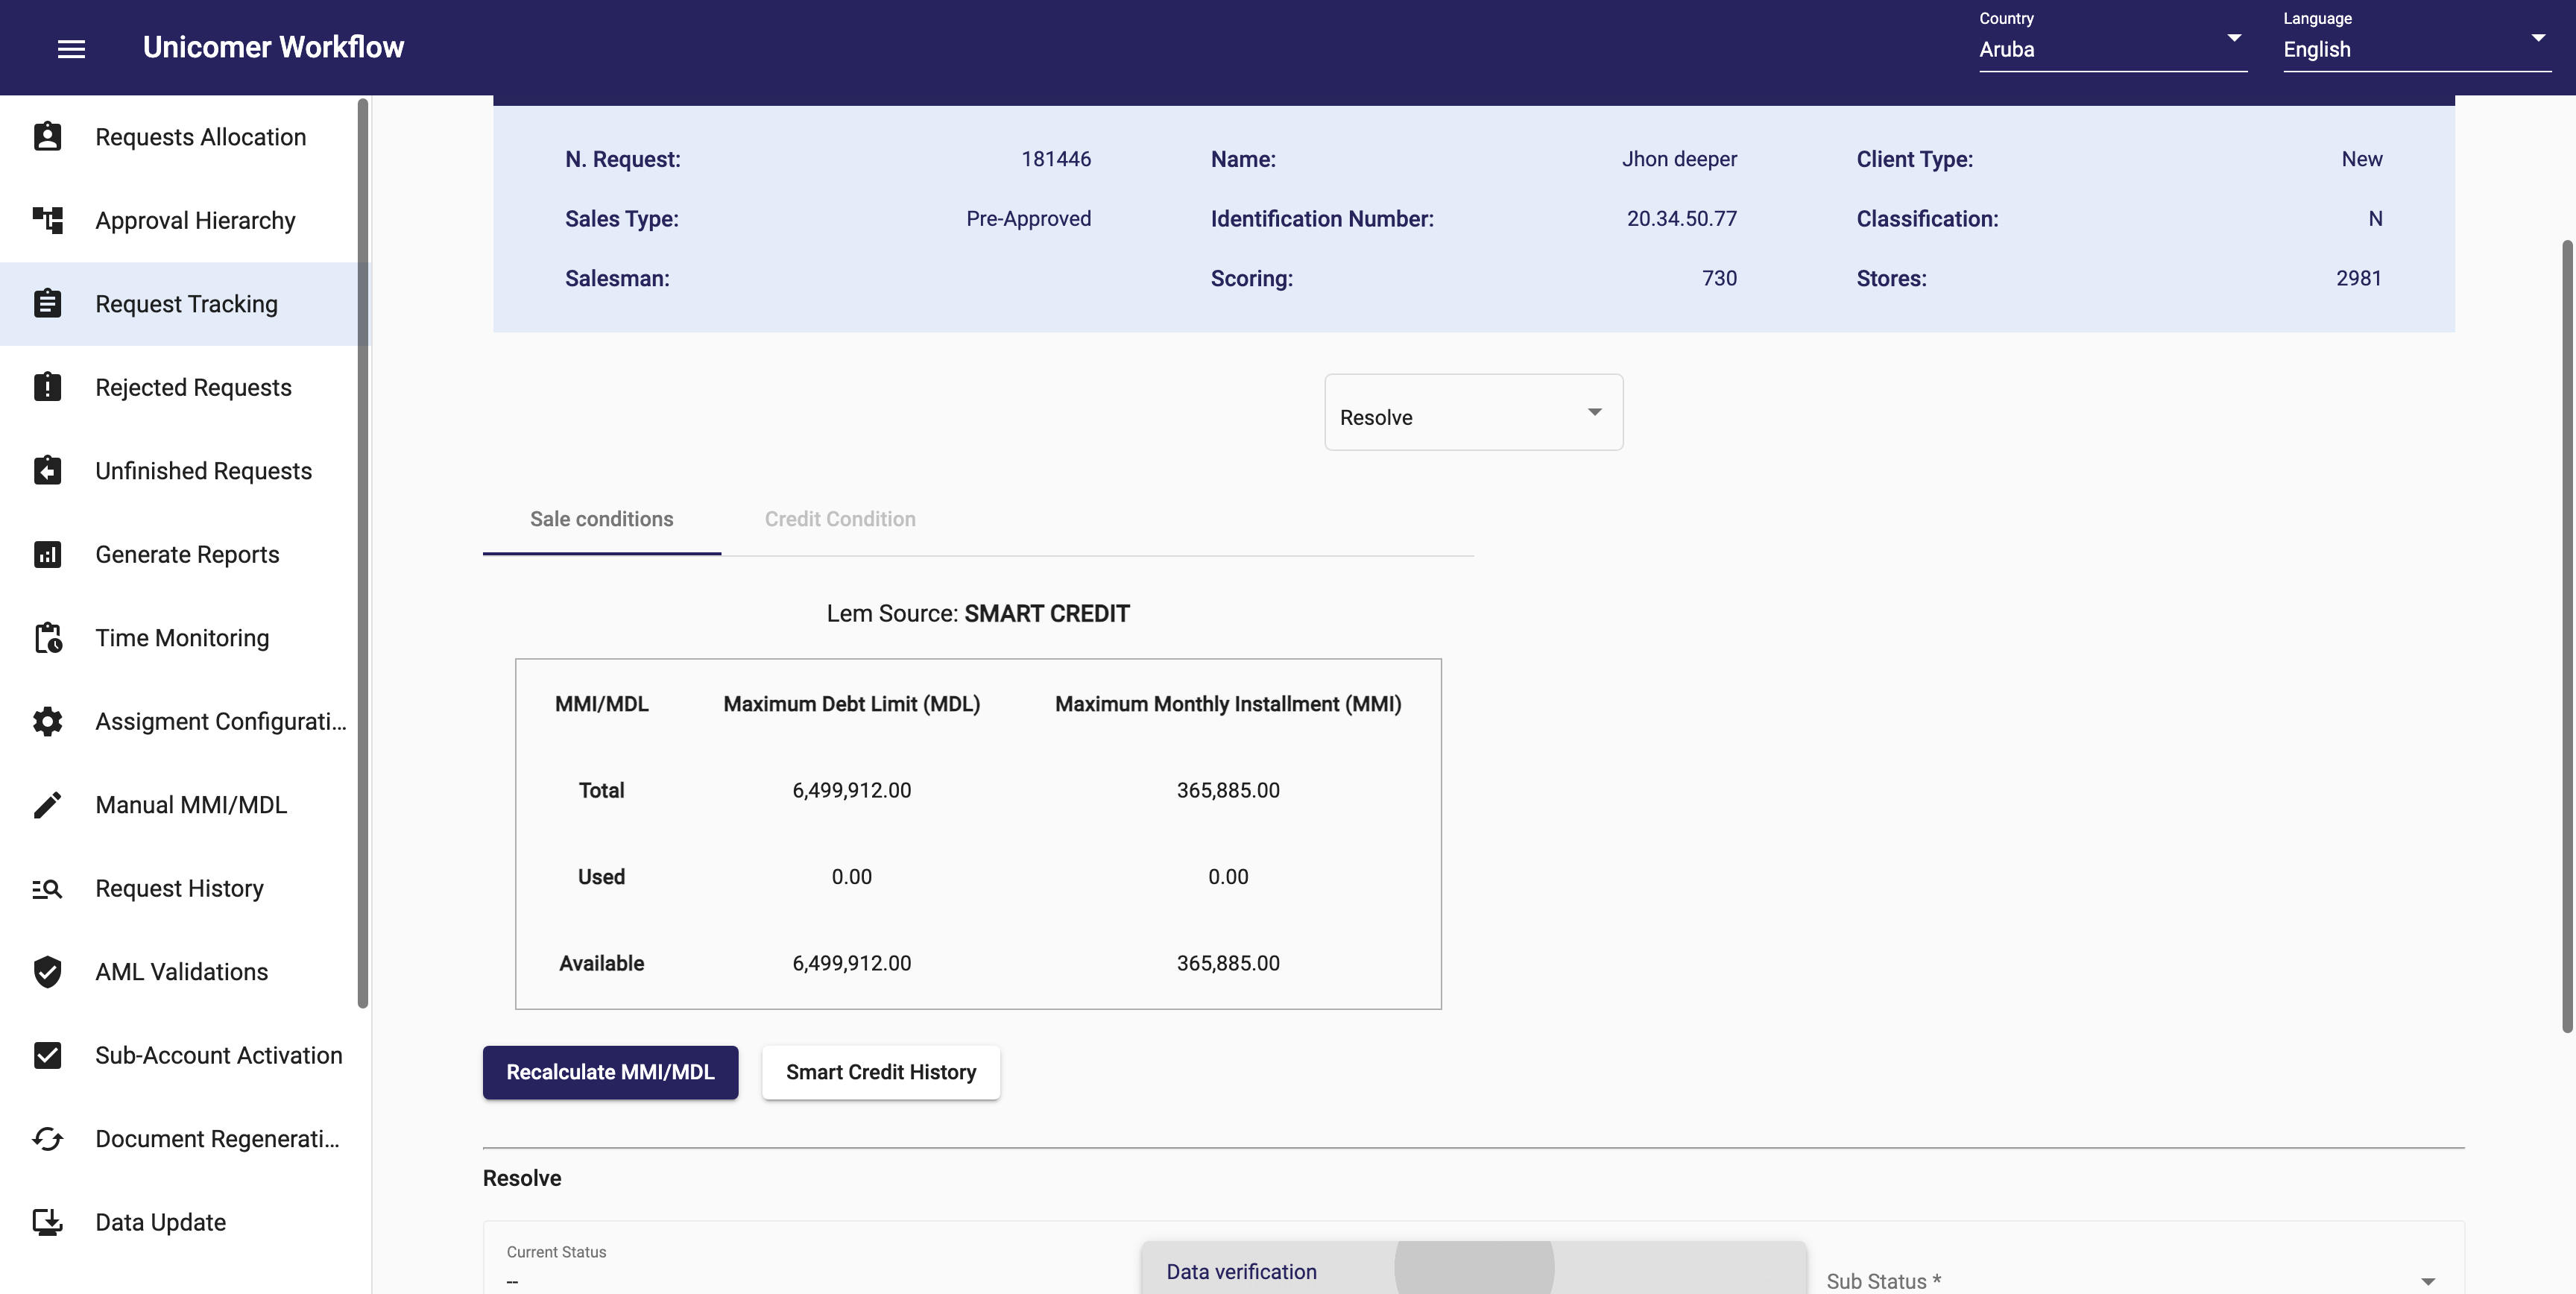 Unicomer Workflow
Country
Aruba
Language
English
Requests Allocation
Approval Hierarchy
Request Tracking
Rejected Requests
Unfinished Requests
Generate Reports
Time Monitoring
Assigment Configurati...
Manual MMI/MDL
Request History
AML Validations
Sub-Account Activation
Document Regenerati...
Data Update
N. Request: 181446 Name: Jhon deeper Client Type: New
Sales Type: Pre-Approved Identification Number: 20.34.50.77 Classification: N
Salesman: Scoring: 730 Stores: 2981
Resolve
Sale conditions Credit Condition
Lem Source: SMART CREDIT
MMI/MDL Maximum Debt Limit (MDL) Maximum Monthly Installment (MMI)
Total 6,499,912.00 365,885.00
Used 0.00 0.00
Available 6,499,912.00 365,885.00
Recalculate MMI/MDL Smart Credit History
Resolve
Current Status
--
Data verification
Sub Status *